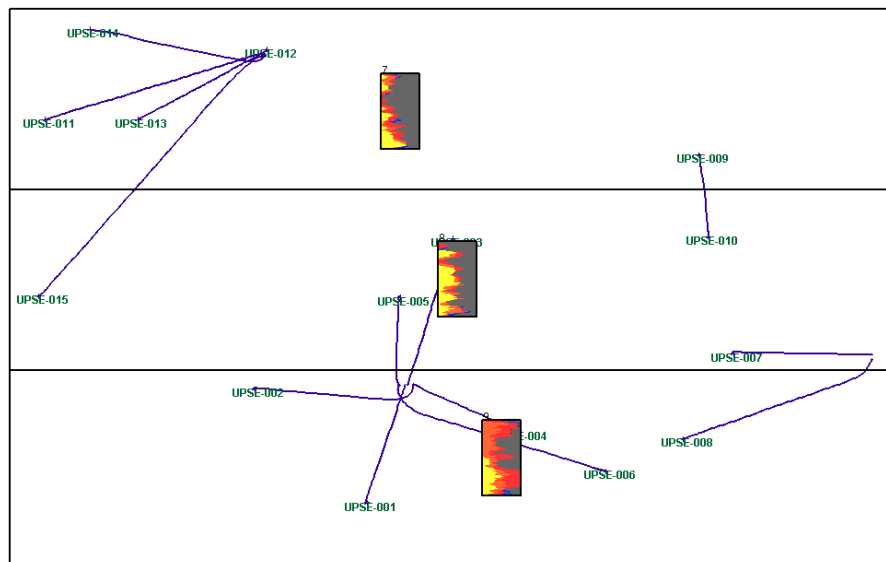 UPSE-014
UPSE-012
7
UPSE-011
UPSE-013
UPSE-009
UPSE-010
8
UPSE-015
UPSE-005
UPSE-007
UPSE-002
9
UPSE-008
UPSE-006
UPSE-001